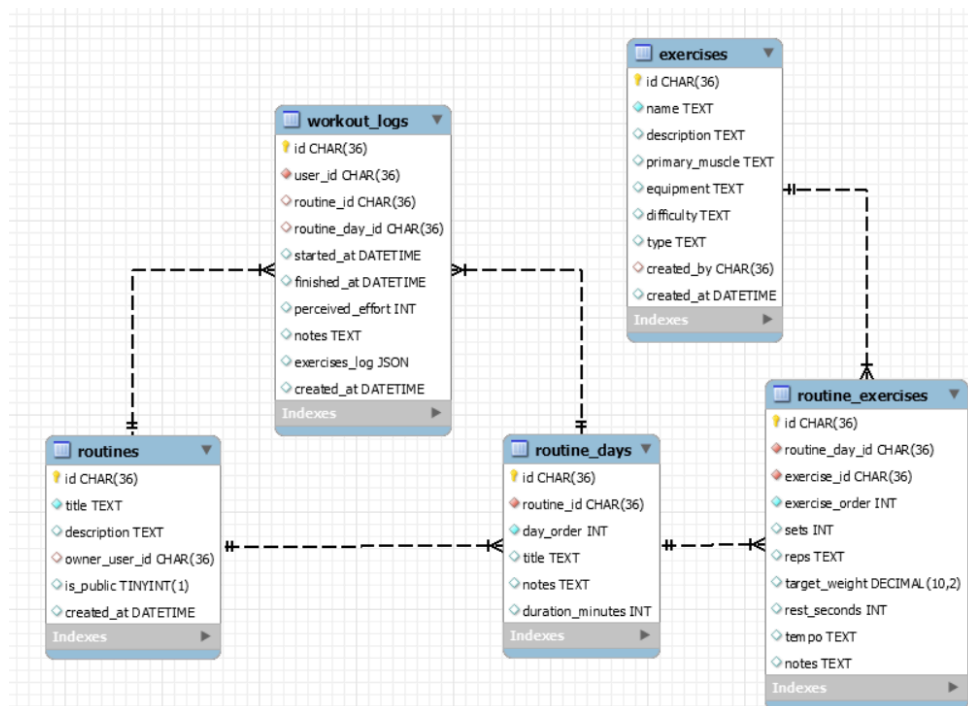 exercises
id CHAR(36)
name TEXT
description TEXT
primary_muscle TEXT
equipment TEXT
difficulty TEXT
type TEXT
created_by CHAR(36)
created_at DATETIME
Indexes
workout_logs
id CHAR(36)
user_id CHAR(36)
routine_id CHAR(36)
routine_day_id CHAR(36)
started_at DATETIME
finished_at DATETIME
perceived_effort INT
notes TEXT
exercises_log JSON
created_at DATETIME
Indexes
routines
id CHAR(36)
title TEXT
description TEXT
owner_user_id CHAR(36)
is_public TINYINT(1)
created_at DATETIME
Indexes
routine_days
id CHAR(36)
routine_id CHAR(36)
day_order INT
title TEXT
notes TEXT
duration_minutes INT
Indexes
routine_exercises
id CHAR(36)
routine_day_id CHAR(36)
exercise_id CHAR(36)
exercise_order INT
sets INT
reps TEXT
target_weight DECIMAL(10,2)
rest_seconds INT
tempo TEXT
notes TEXT
Indexes